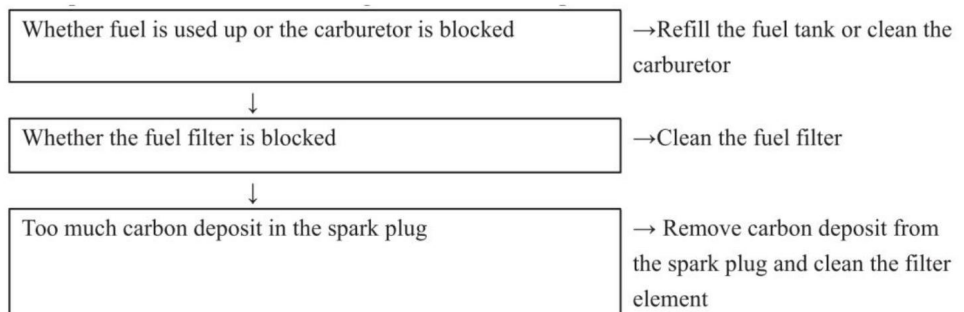 Whether fuel is used up or the carburetor is blocked
→Refill the fuel tank or clean the
carburetor
↓
Whether the fuel filter is blocked
→Clean the fuel filter
↓
Too much carbon deposit in the spark plug
→ Remove carbon deposit from
the spark plug and clean the filter
element